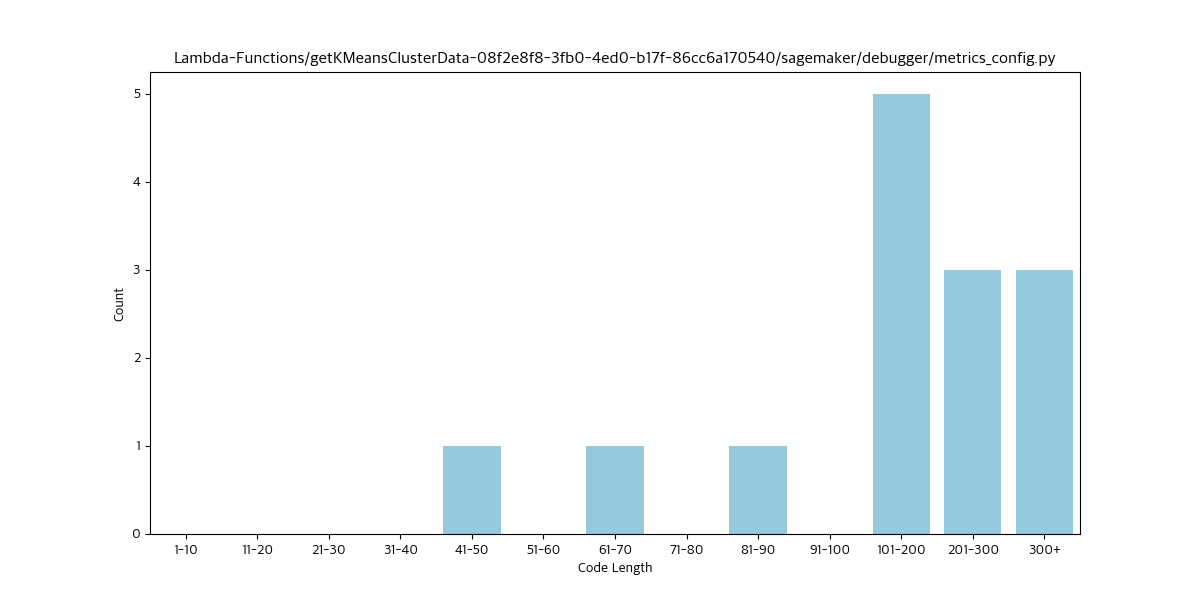 Lambda-Functions/getKMeansClusterData-08f2e8f8-3fb0-4ed0-b17f-86cc6a170540/sagemaker/debugger/metrics_config.py
5
4
3
2
1
0
Count
1-10 11-20 21-30 31-40 41-50 51-60 61-70 71-80 81-90 91-100 101-200 201-300 300+
Code Length